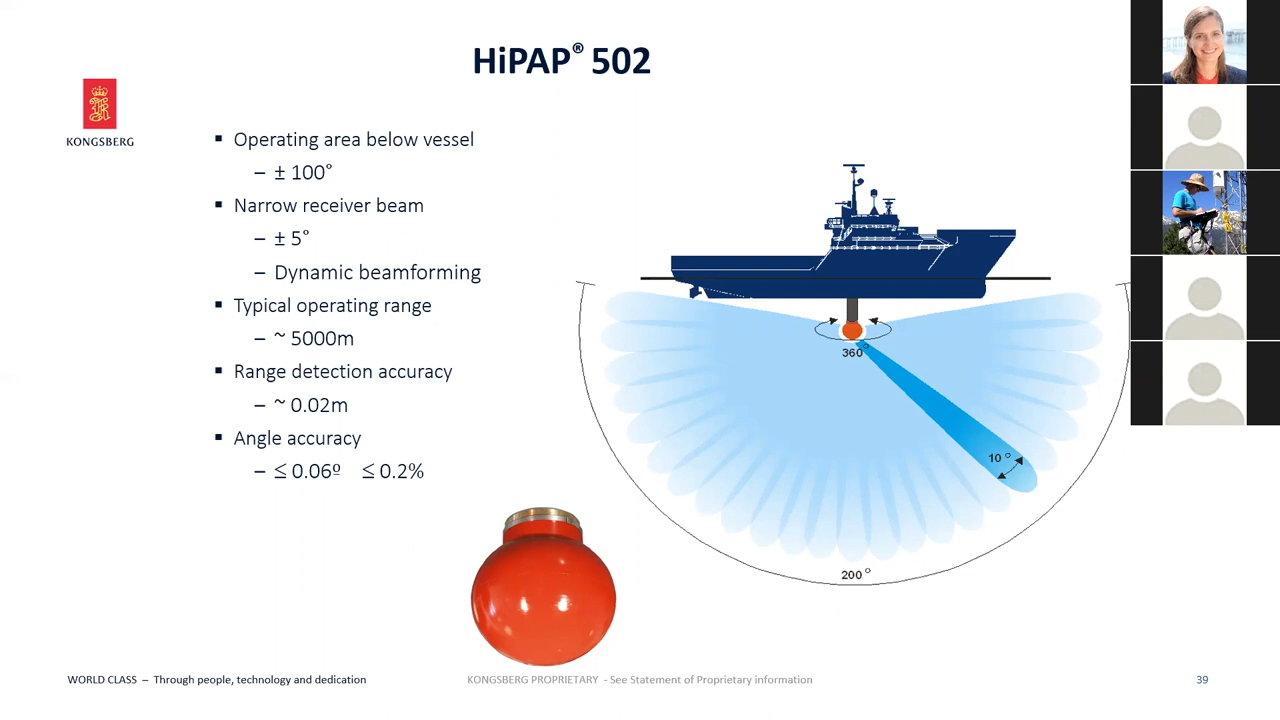 HiPAP® 502
KONGSBERG
▪ Operating area below vessel
– ± 100°
▪ Narrow receiver beam
– ± 5°
– Dynamic beamforming
▪ Typical operating range
– ~ 5000m
▪ Range detection accuracy
– ~ 0.02m
▪ Angle accuracy
– ≤ 0.06º ≤ 0.2%
360°
10°
200°
WORLD CLASS – Through people, technology and dedication
KONGSBERG PROPRIETARY - See Statement of Proprietary information
39